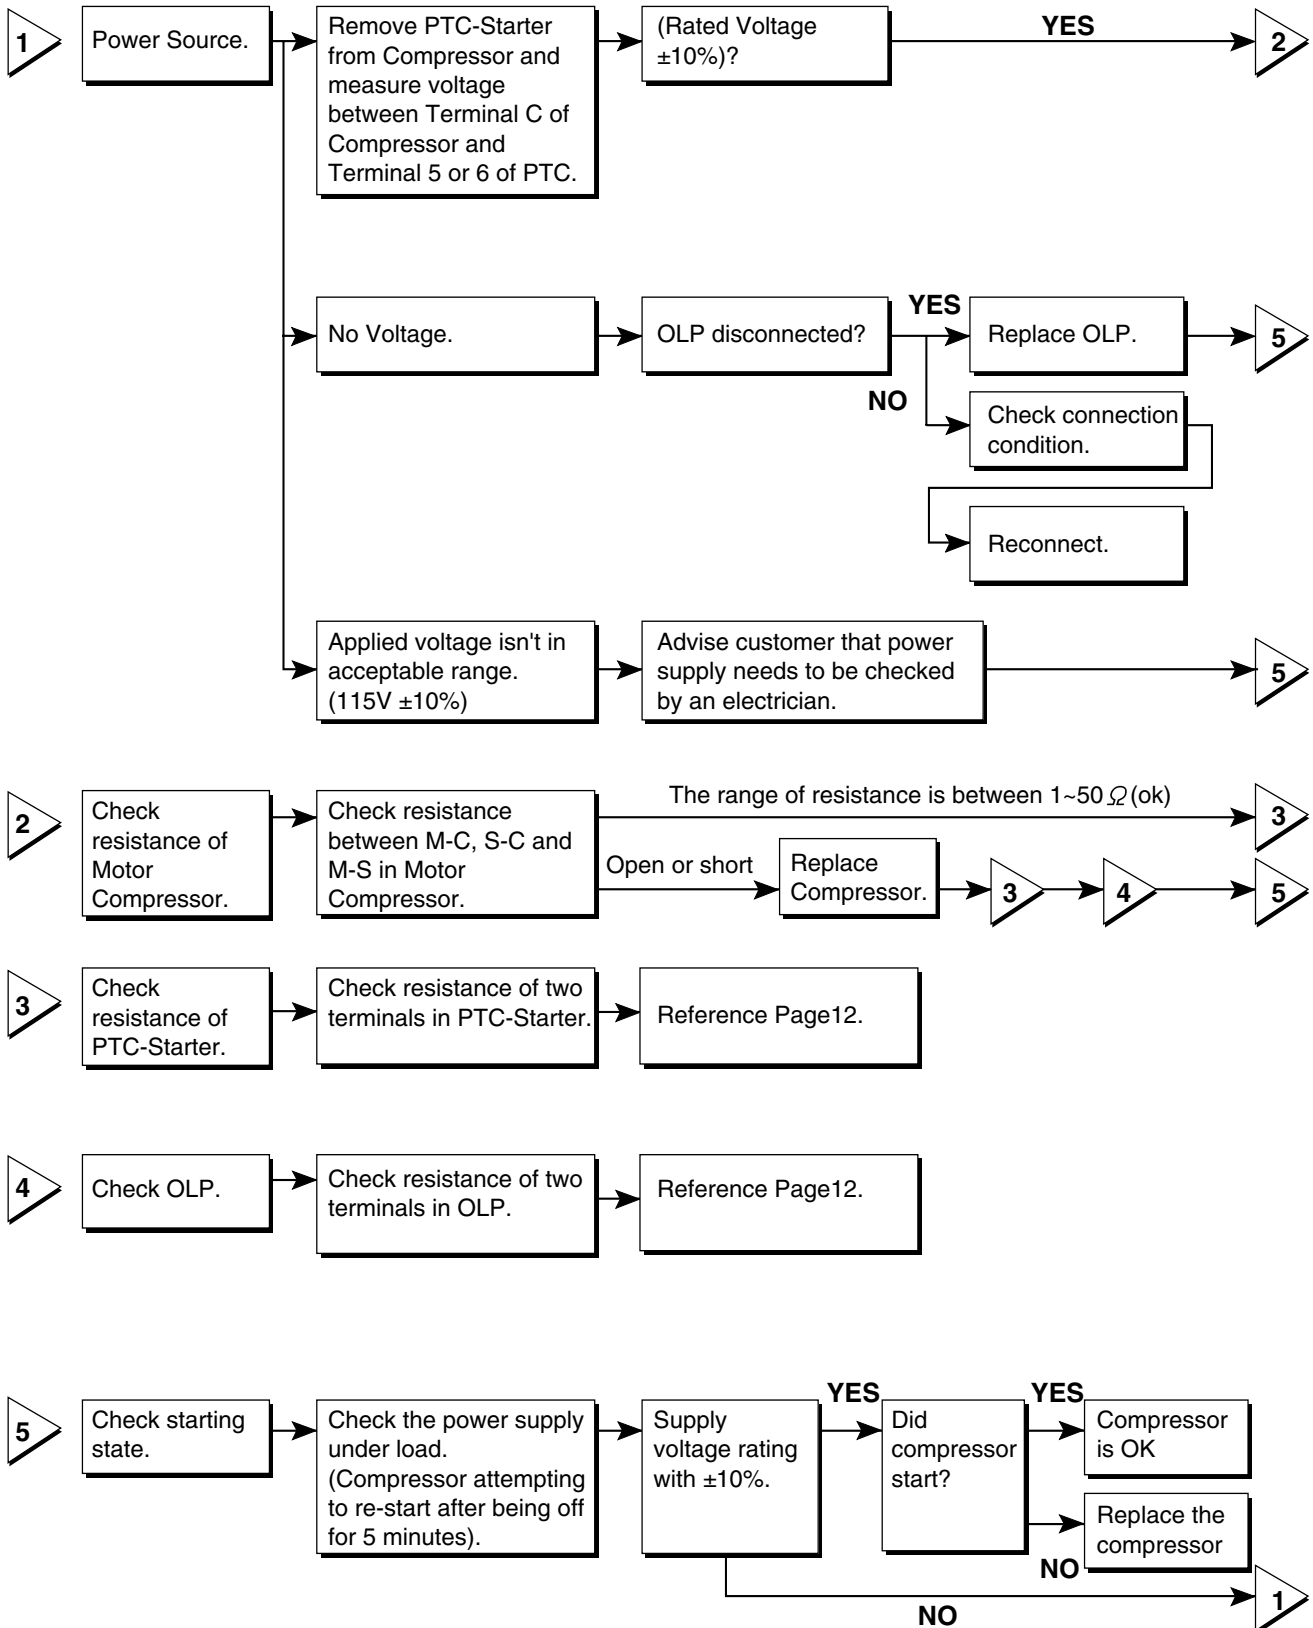 1
Power Source.
Remove PTC-Starter
from Compressor and
measure voltage
between Terminal C of
Compressor and
Terminal 5 or 6 of PTC.
(Rated Voltage
±10%)?
YES
2
No Voltage.
OLP disconnected?
YES
Replace OLP.
5
NO
Check connection
condition.
Reconnect.
Applied voltage isn't in
acceptable range.
(115V ±10%)
Advise customer that power
supply needs to be checked
by an electrician.
5
2
Check
resistance of
Motor
Compressor.
Check resistance
between M-C, S-C and
M-S in Motor
Compressor.
The range of resistance is between 1~50 Ω (ok)
3
Open or short
Replace
Compressor.
3
4
5
3
Check
resistance of
PTC-Starter.
Check resistance of two
terminals in PTC-Starter.
Reference Page12.
4
Check OLP.
Check resistance of two
terminals in OLP.
Reference Page12.
5
Check starting
state.
Check the power supply
under load.
(Compressor attempting
to re-start after being off
for 5 minutes).
Supply
voltage rating
with ±10%.
YES
Did
compressor
start?
YES
Compressor
is OK
NO
Replace the
compressor
NO
1